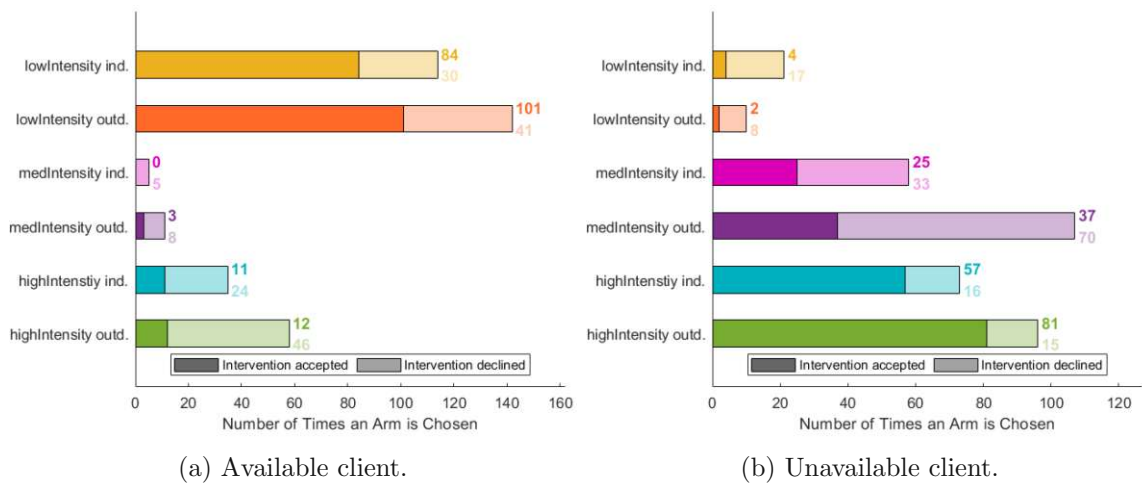 lowIntensity ind.
84
30
lowIntensity outd.
101
41
medIntensity ind.
0
5
medIntensity outd.
3
8
highIntenstiy ind.
11
24
highIntensity outd.
12
46
Intervention accepted
Intervention declined
0 20 40 60 80 100 120 140 160
Number of Times an Arm is Chosen
(a) Available client.
lowIntensity ind.
4
17
lowIntensity outd.
2
8
medIntensity ind.
25
33
medIntensity outd.
37
70
highIntenstiy ind.
57
16
highIntensity outd.
81
15
Intervention accepted
Intervention declined
0 20 40 60 80 100 120
Number of Times an Arm is Chosen
(b) Unavailable client.